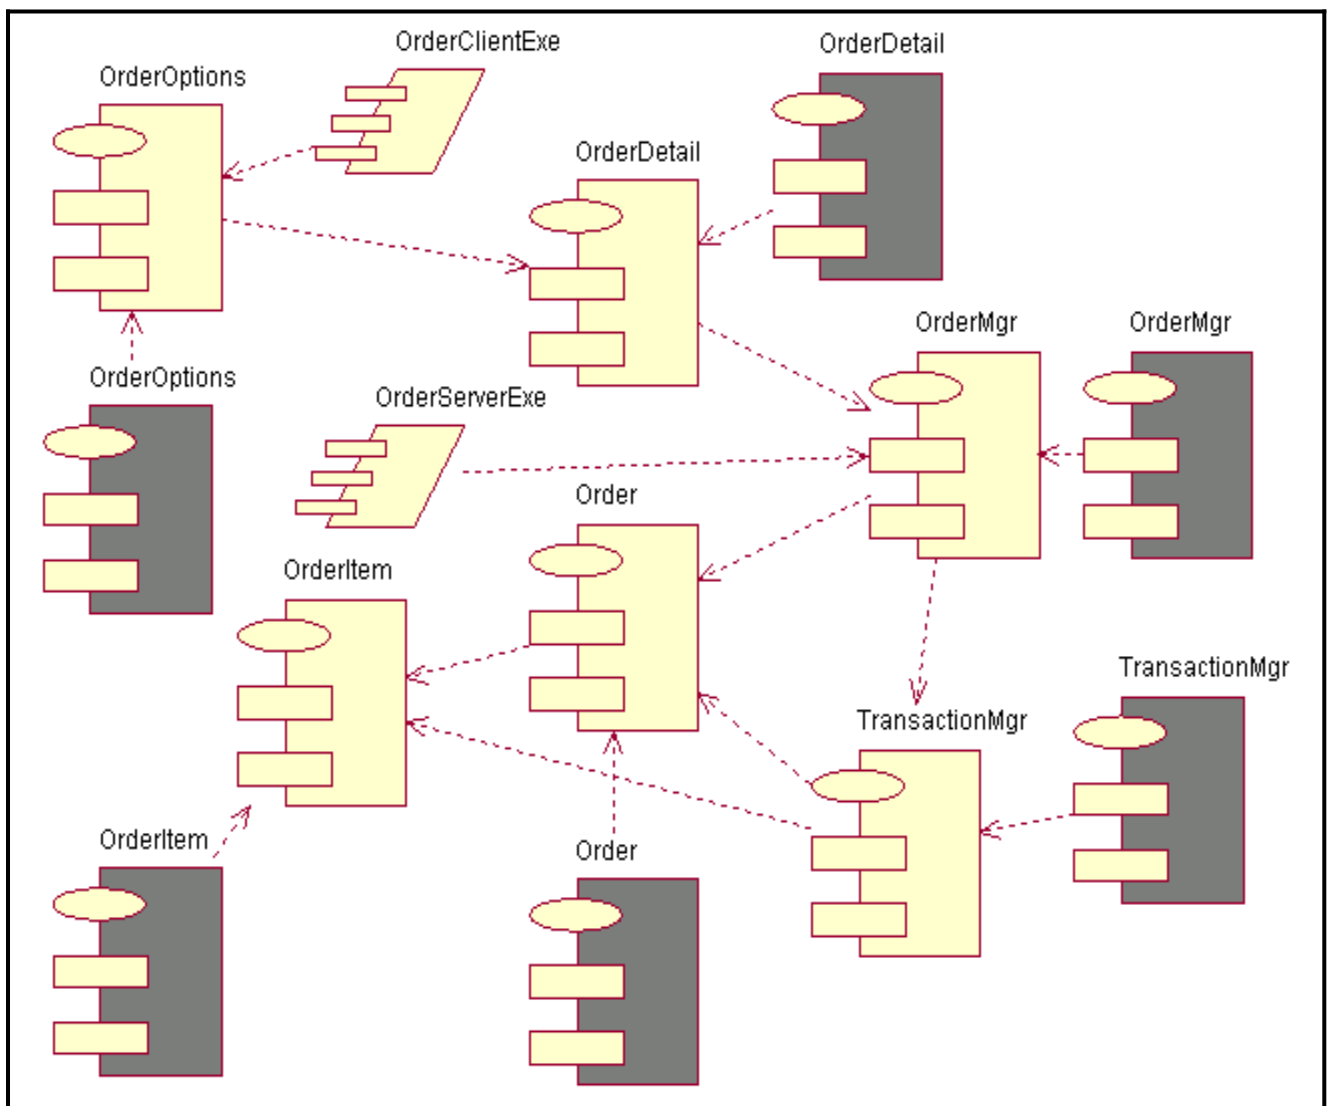 OrderClientExe
OrderDetail
OrderOptions
OrderDetail
OrderMgr
OrderMgr
OrderOptions
OrderServerExe
Order
OrderItem
TransactionMgr
TransactionMgr
OrderItem
Order